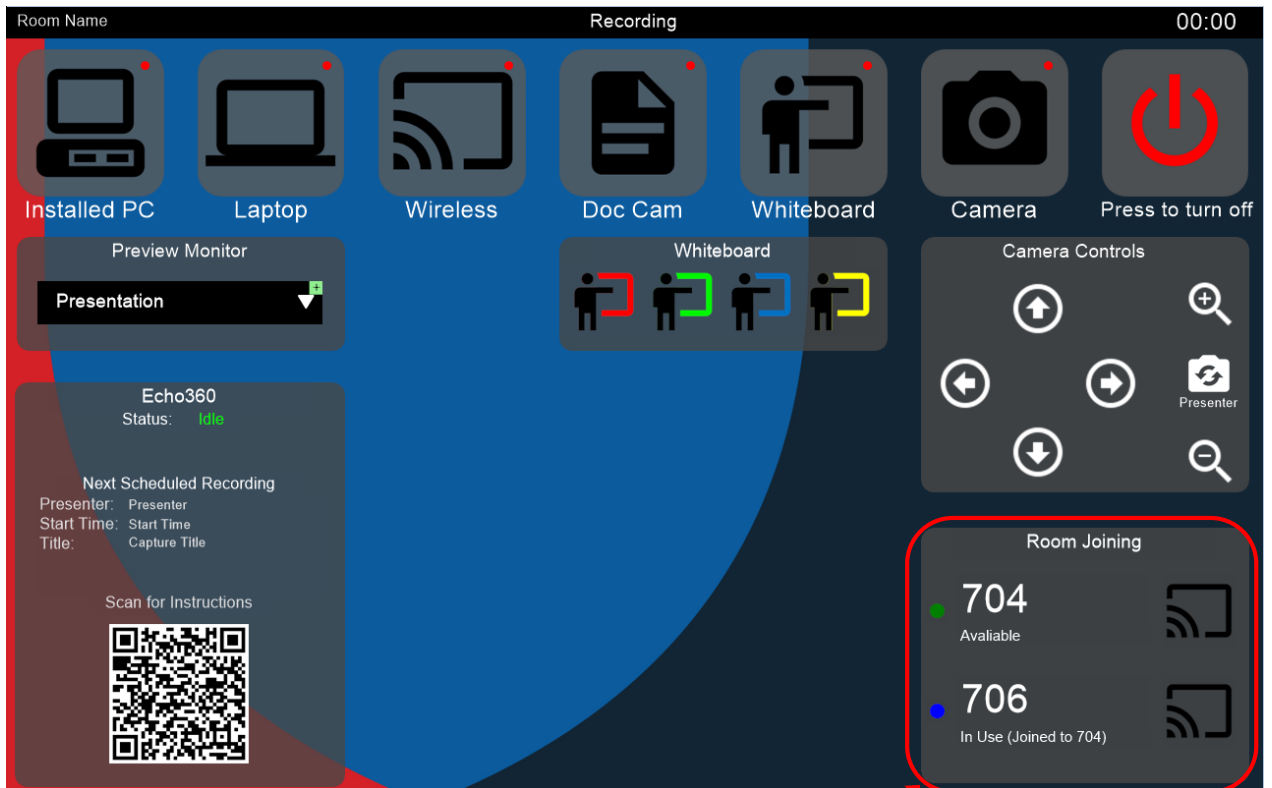 Room Name Recording 00:00
Installed PC Laptop Wireless Doc Cam Whiteboard Camera Press to turn off
Preview Monitor
Presentation
Whiteboard
Camera Controls
Presenter
Echo360
Status: Idle
Next Scheduled Recording
Presenter: Presenter
Start Time: Start Time
Title: Capture Title
Scan for Instructions
Room Joining
704
Avaliable
706
In Use (Joined to 704)